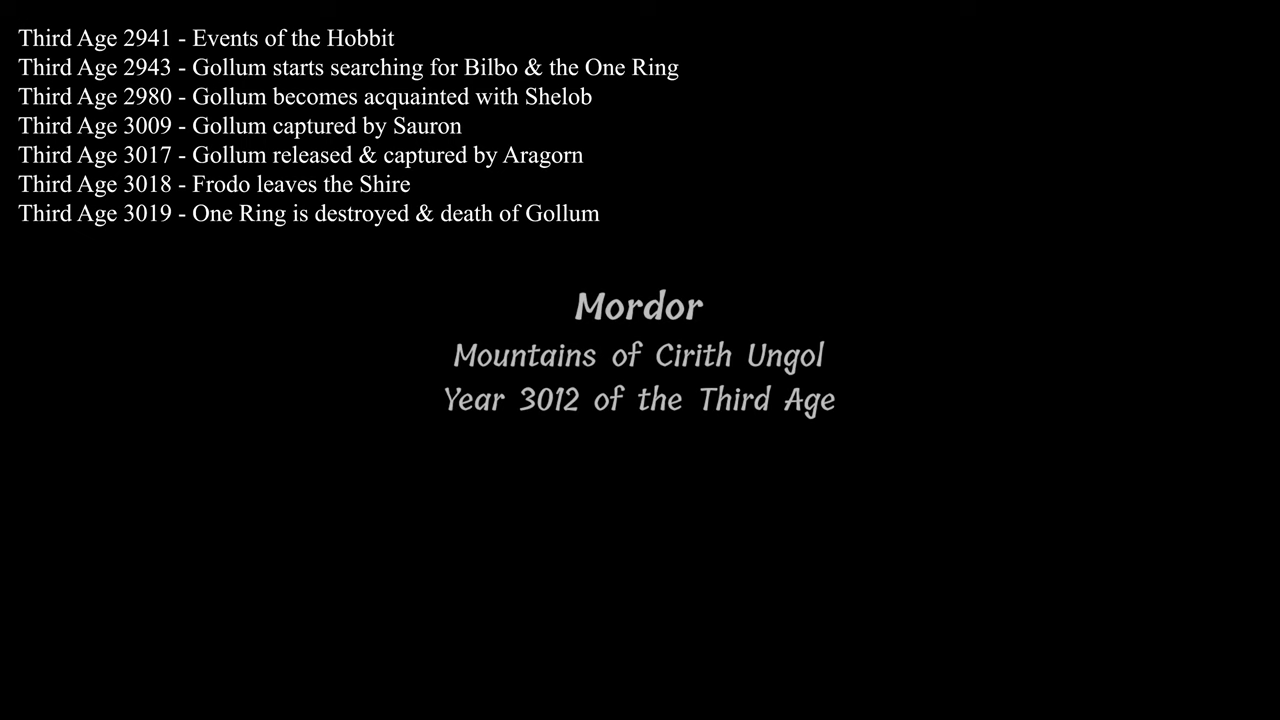 Third Age 2941 - Events of the Hobbit
Third Age 2943 - Gollum starts searching for Bilbo & the One Ring
Third Age 2980 - Gollum becomes acquainted with Shelob
Third Age 3009 - Gollum captured by Sauron
Third Age 3017 - Gollum released & captured by Aragorn
Third Age 3018 - Frodo leaves the Shire
Third Age 3019 - One Ring is destroyed & death of Gollum
Mordor
Mountains of Cirith Ungol
Year 3012 of the Third Age